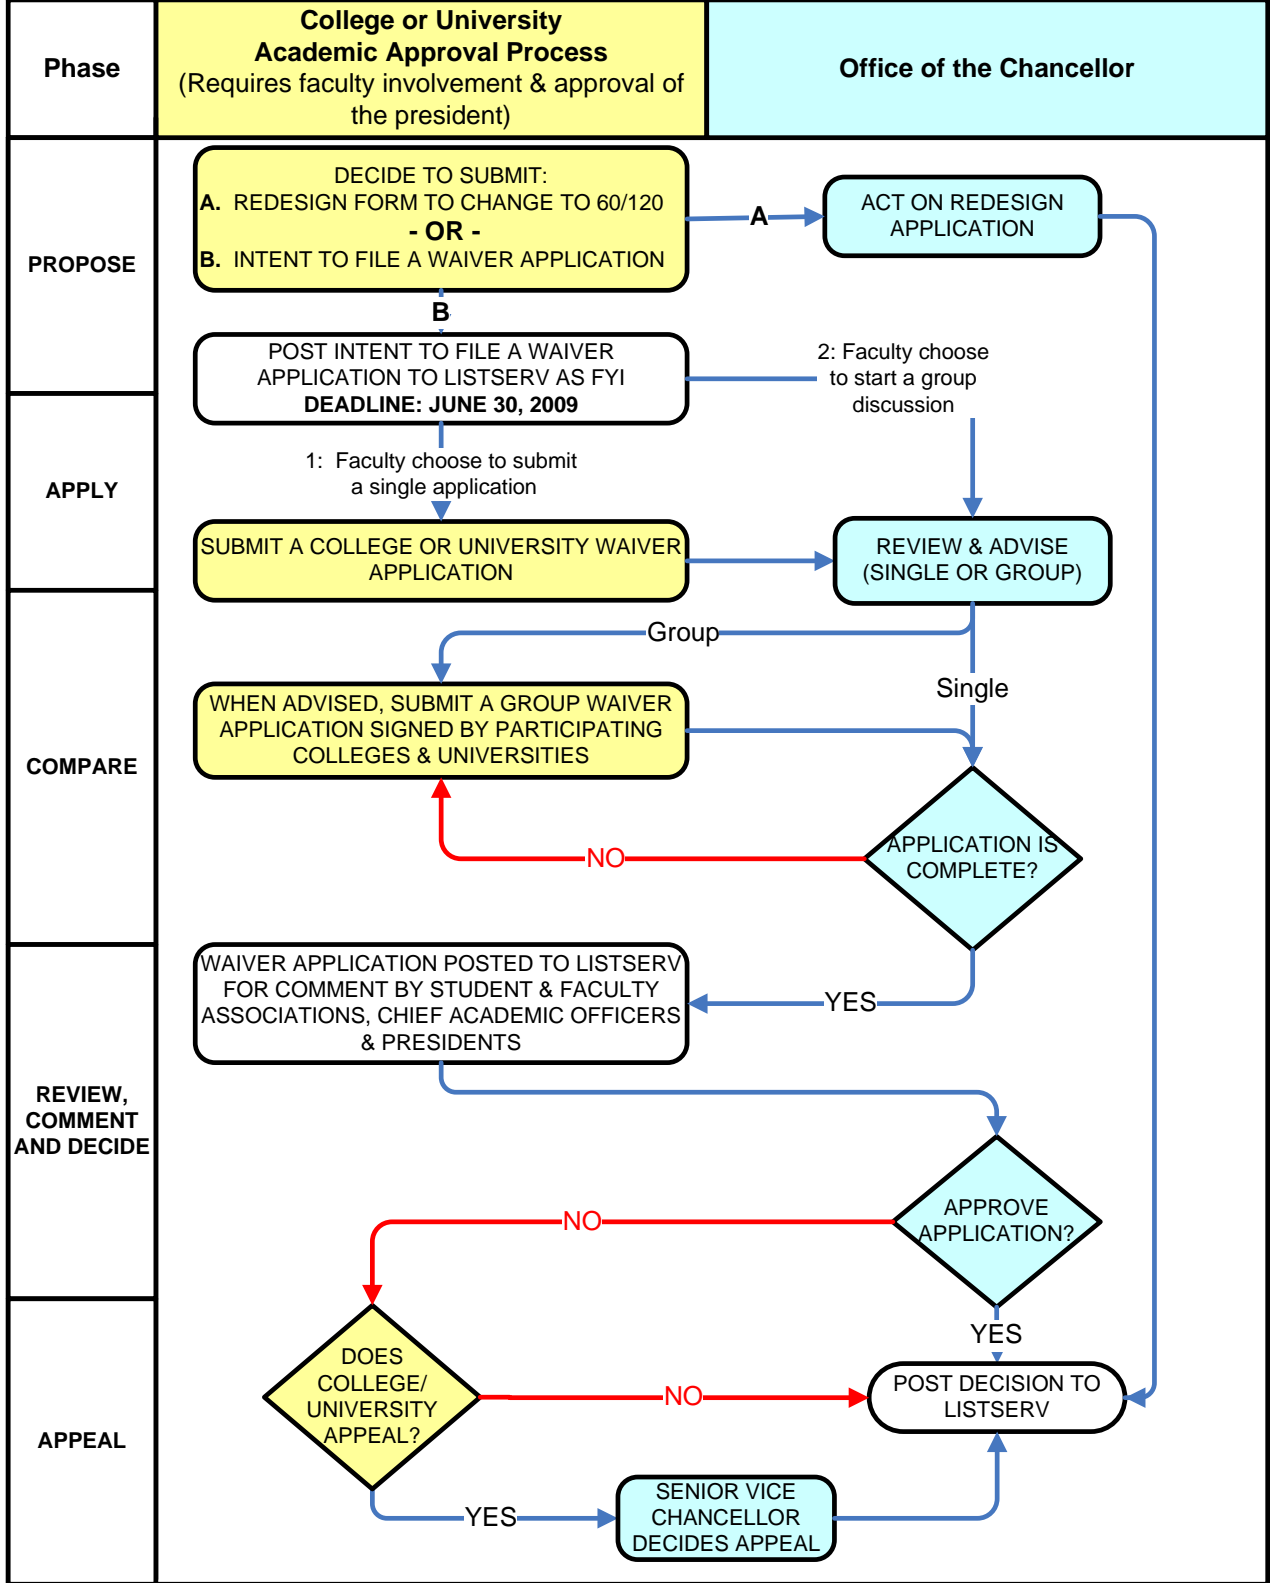 Phase
College or University
Academic Approval Process
(Requires faculty involvement & approval of
the president)
Office of the Chancellor
PROPOSE
DECIDE TO SUBMIT:
A. REDESIGN FORM TO CHANGE TO 60/120
- OR -
B. INTENT TO FILE A WAIVER APPLICATION
A
ACT ON REDESIGN
APPLICATION
B
POST INTENT TO FILE A WAIVER
APPLICATION TO LISTSERV AS FYI
DEADLINE: JUNE 30, 2009
2: Faculty choose
to start a group
discussion
APPLY
1: Faculty choose to submit
a single application
SUBMIT A COLLEGE OR UNIVERSITY WAIVER
APPLICATION
REVIEW & ADVISE
(SINGLE OR GROUP)
COMPARE
Group
Single
WHEN ADVISED, SUBMIT A GROUP WAIVER
APPLICATION SIGNED BY PARTICIPATING
COLLEGES & UNIVERSITIES
APPLICATION IS
COMPLETE?
NO
YES
REVIEW,
COMMENT
AND DECIDE
WAIVER APPLICATION POSTED TO LISTSERV
FOR COMMENT BY STUDENT & FACULTY
ASSOCIATIONS, CHIEF ACADEMIC OFFICERS
& PRESIDENTS
APPROVE
APPLICATION?
NO
YES
APPEAL
DOES
COLLEGE/
UNIVERSITY
APPEAL?
NO
POST DECISION TO
LISTSERV
YES
SENIOR VICE
CHANCELLOR
DECIDES APPEAL